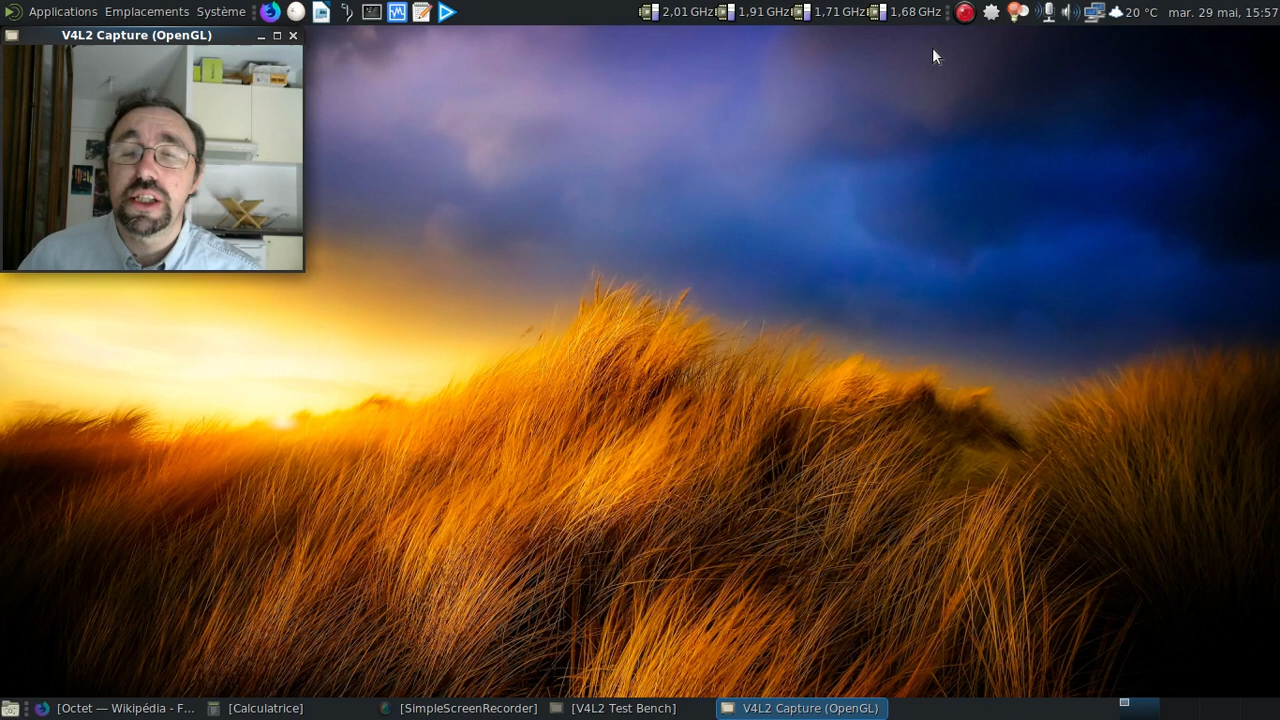 Applications Emplacements Système 2,01 GHz 1,91 GHz 1,71 GHz 1,68 GHz 20 °C mar. 29 mai, 15:57
V4L2 Capture (OpenGL)
[Octet — Wikipédia - F... [Calculatrice] [SimpleScreenRecorder] [V4L2 Test Bench] V4L2 Capture (OpenGL)